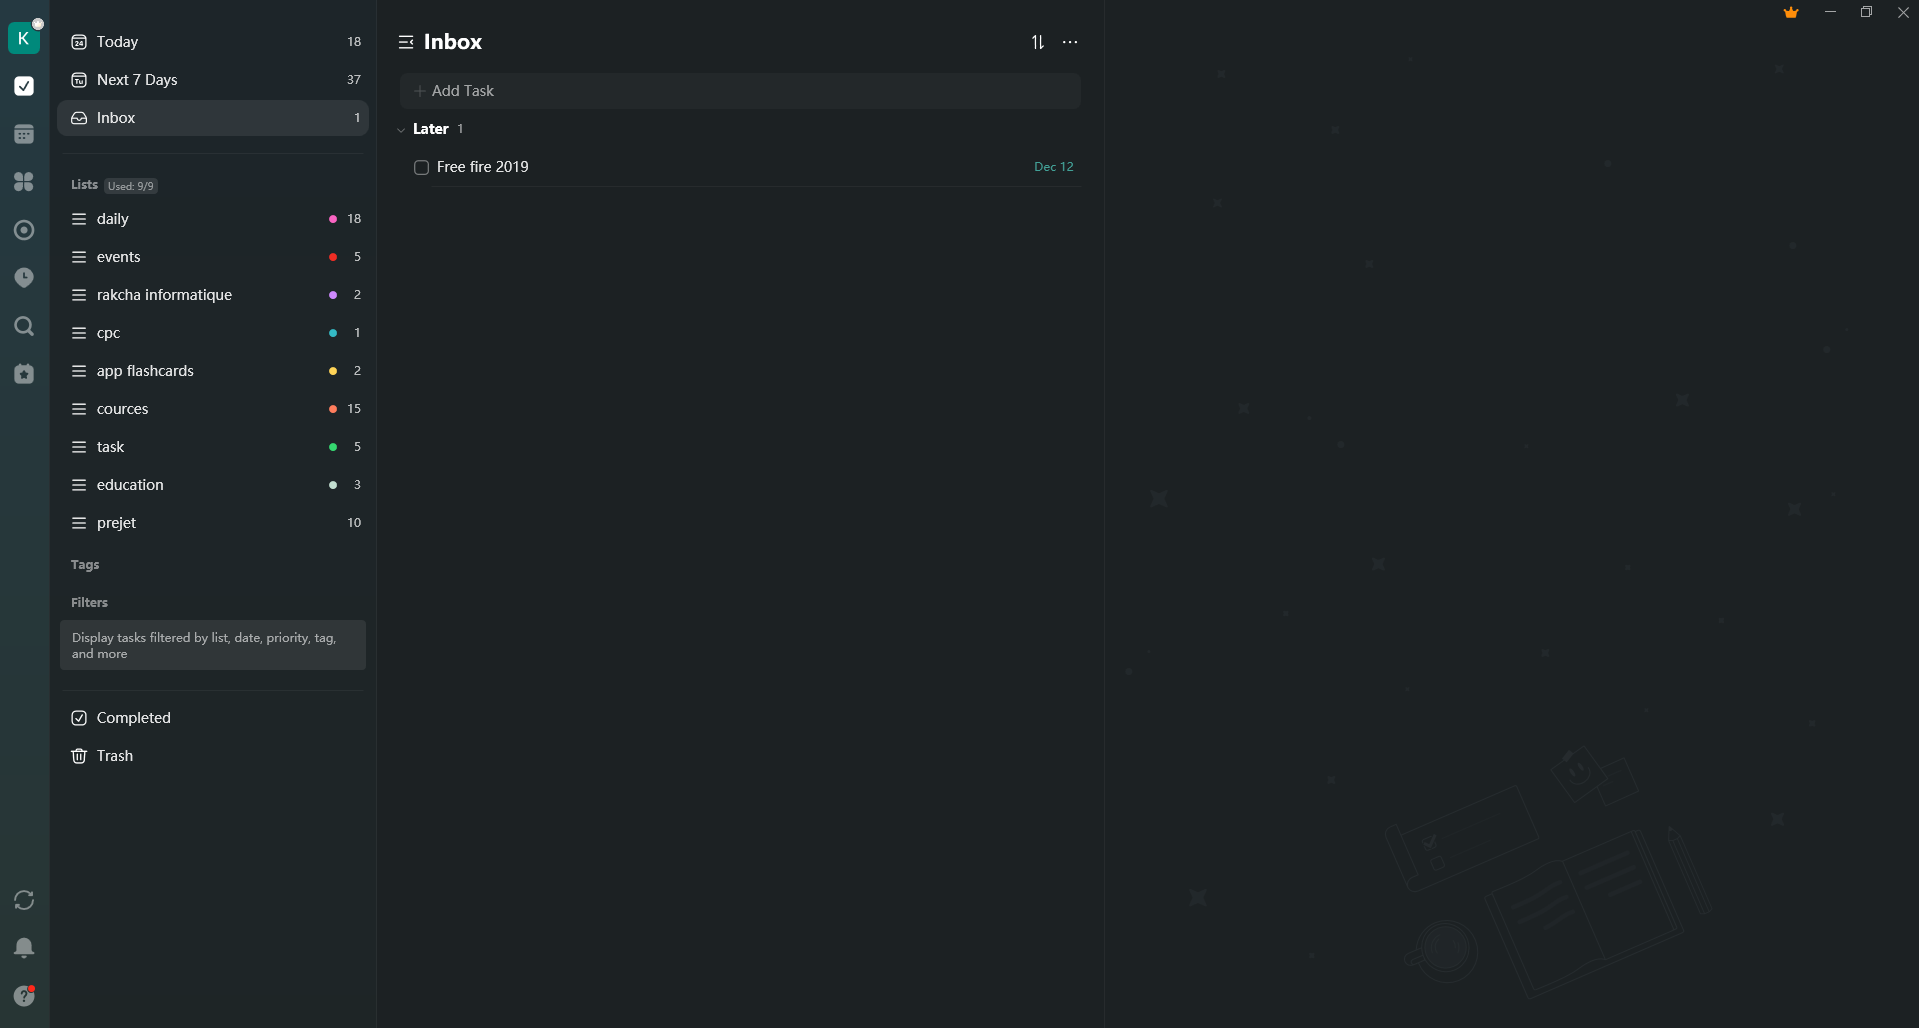 K
Today 18
Next 7 Days 37
Inbox 1
Lists Used: 9/9
daily 18
events 5
rakcha informatique 2
cpc 1
app flashcards 2
cources 15
task 5
education 3
prejet 10
Tags
Filters
Display tasks filtered by list, date, priority, tag,
and more
Completed
Trash
Inbox
+ Add Task
Later 1
Free fire 2019 Dec 12